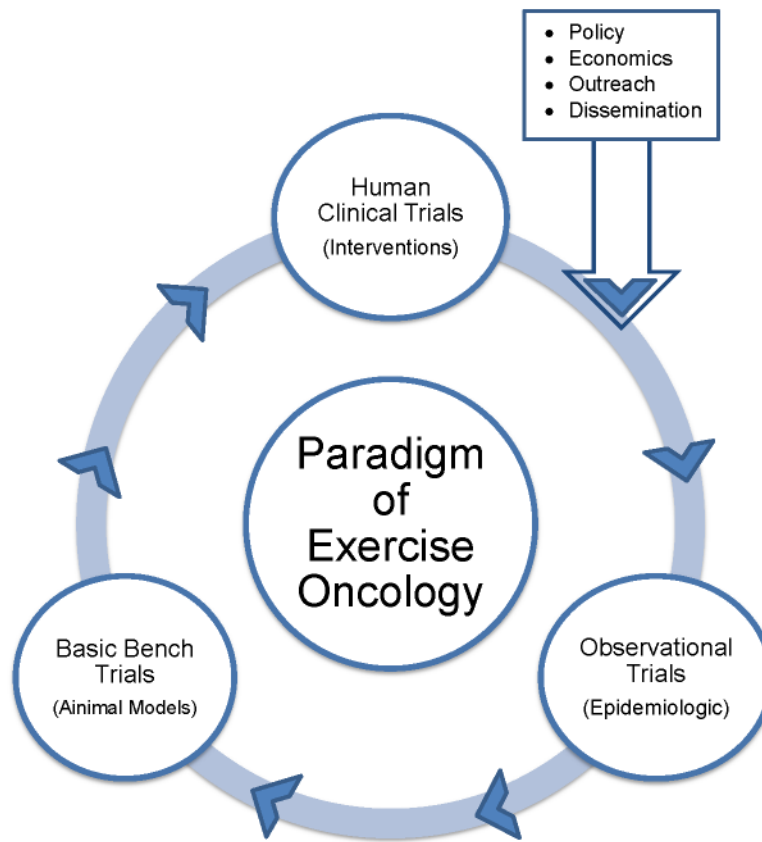 • Policy
• Economics
• Outreach
• Dissemination
Human
Clinical Trials
(Interventions)
Paradigm
of
Exercise
Oncology
Basic Bench
Trials
(Ainimal Models)
Observational
Trials
(Epidemiologic)